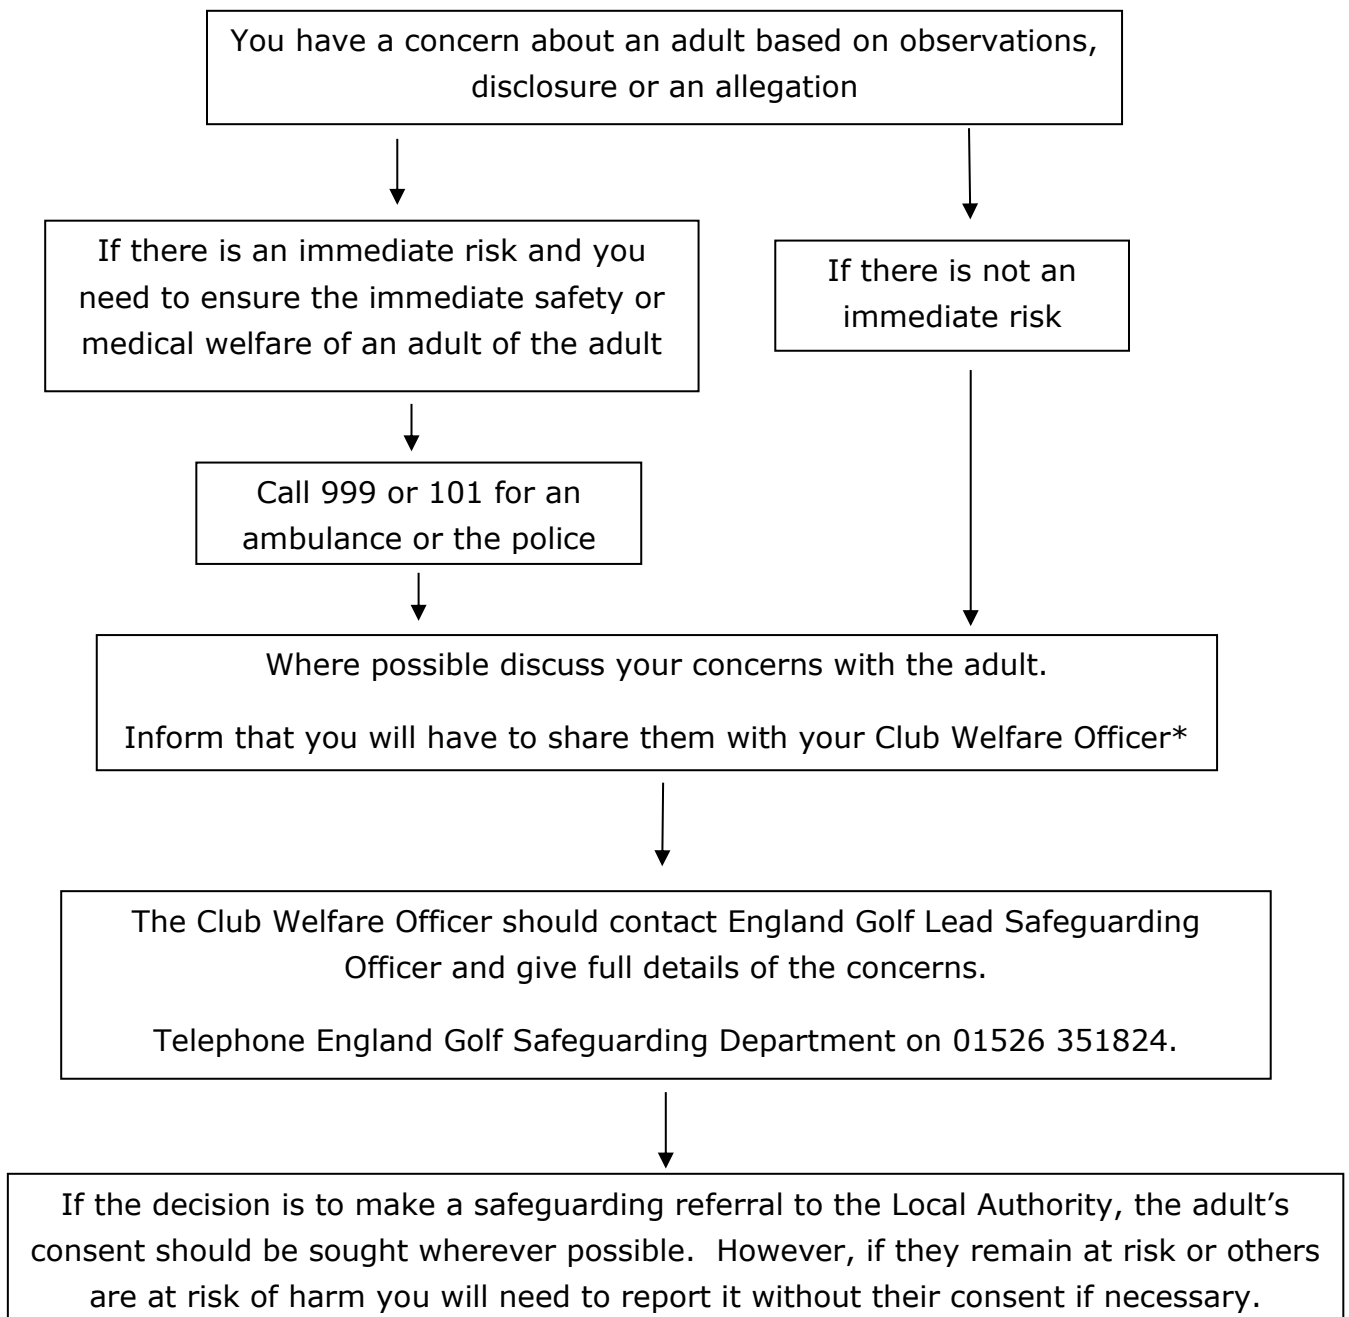 You have a concern about an adult based on observations,
disclosure or an allegation
If there is an immediate risk and you
need to ensure the immediate safety or
medical welfare of an adult of the adult
If there is not an
immediate risk
Call 999 or 101 for an
ambulance or the police
Where possible discuss your concerns with the adult.
Inform that you will have to share them with your Club Welfare Officer*
The Club Welfare Officer should contact England Golf Lead Safeguarding
Officer and give full details of the concerns.
Telephone England Golf Safeguarding Department on 01526 351824.
If the decision is to make a safeguarding referral to the Local Authority, the adult’s
consent should be sought wherever possible.  However, if they remain at risk or others
are at risk of harm you will need to report it without their consent if necessary.